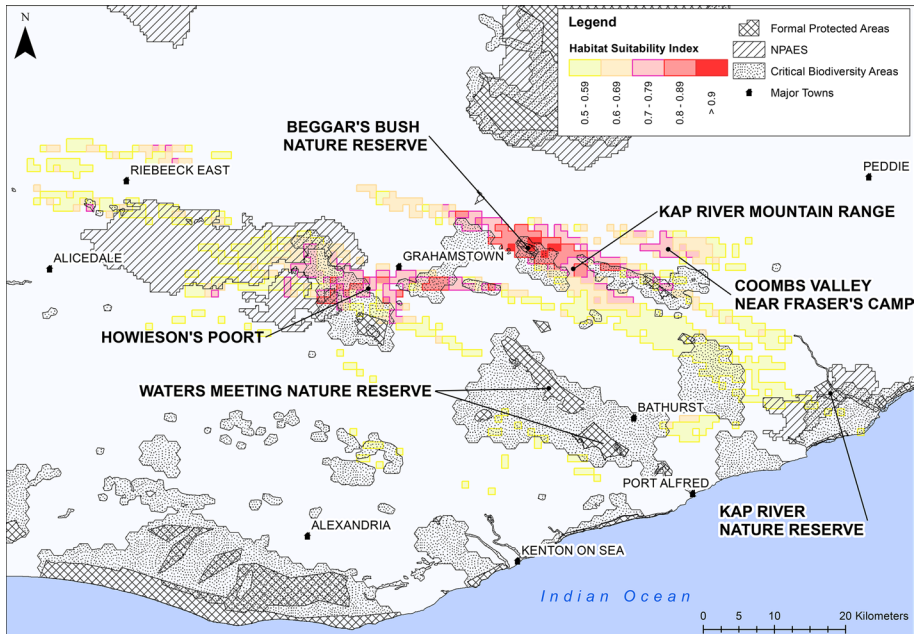 N
Legend
Habitat Suitability Index
0.5 - 0.59
0.6 - 0.69
0.7 - 0.79
0.8 - 0.89
> 0.9
Formal Protected Areas
NPAES
Critical Biodiversity Areas
Major Towns
BEGGAR'S BUSH
NATURE RESERVE
RIEBEECK EAST
PEDDIE
KAP RIVER MOUNTAIN RANGE
ALICEDALE
GRAHAMSTOWN
COOMBS VALLEY
NEAR FRASER'S CAMP
HOWIESON'S POORT
WATERS MEETING NATURE RESERVE
BATHURST
PORT ALFRED
KAP RIVER
NATURE RESERVE
ALEXANDRIA
KENTON ON SEA
Indian Ocean
0 5 10 20 Kilometers